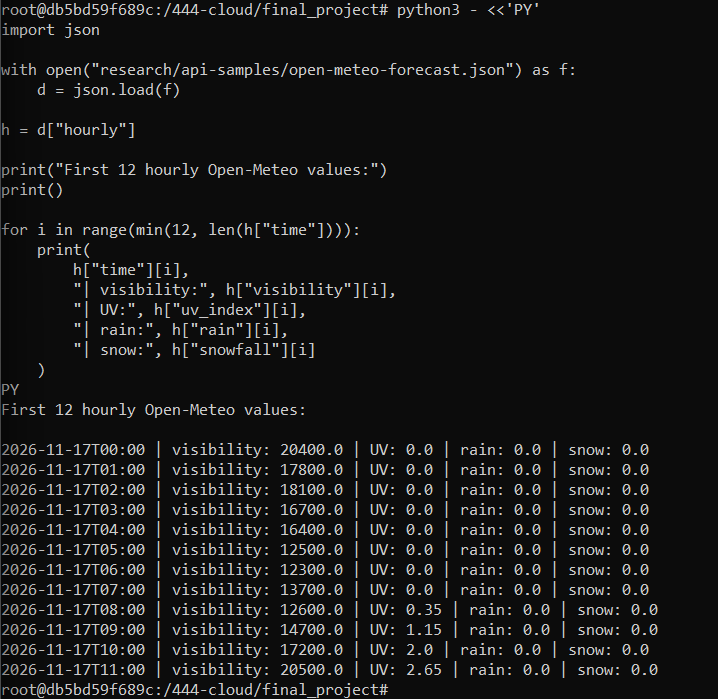 root@db5bd59f689c:/444-cloud/final_project# python3 - <<'PY'
import json

with open("research/api-samples/open-meteo-forecast.json") as f:
    d = json.load(f)

h = d["hourly"]

print("First 12 hourly Open-Meteo values:")
print()

for i in range(min(12, len(h["time"]))):
    print(
        h["time"][i],
        "| visibility:", h["visibility"][i],
        "| UV:", h["uv_index"][i],
        "| rain:", h["rain"][i],
        "| snow:", h["snowfall"][i]
    )
PY
First 12 hourly Open-Meteo values:

2026-11-17T00:00 | visibility: 20400.0 | UV: 0.0 | rain: 0.0 | snow: 0.0
2026-11-17T01:00 | visibility: 17800.0 | UV: 0.0 | rain: 0.0 | snow: 0.0
2026-11-17T02:00 | visibility: 18100.0 | UV: 0.0 | rain: 0.0 | snow: 0.0
2026-11-17T03:00 | visibility: 16700.0 | UV: 0.0 | rain: 0.0 | snow: 0.0
2026-11-17T04:00 | visibility: 16400.0 | UV: 0.0 | rain: 0.0 | snow: 0.0
2026-11-17T05:00 | visibility: 12500.0 | UV: 0.0 | rain: 0.0 | snow: 0.0
2026-11-17T06:00 | visibility: 12300.0 | UV: 0.0 | rain: 0.0 | snow: 0.0
2026-11-17T07:00 | visibility: 13700.0 | UV: 0.0 | rain: 0.0 | snow: 0.0
2026-11-17T08:00 | visibility: 12600.0 | UV: 0.35 | rain: 0.0 | snow: 0.0
2026-11-17T09:00 | visibility: 14700.0 | UV: 1.15 | rain: 0.0 | snow: 0.0
2026-11-17T10:00 | visibility: 17200.0 | UV: 2.0 | rain: 0.0 | snow: 0.0
2026-11-17T11:00 | visibility: 20500.0 | UV: 2.65 | rain: 0.0 | snow: 0.0
root@db5bd59f689c:/444-cloud/final_project#